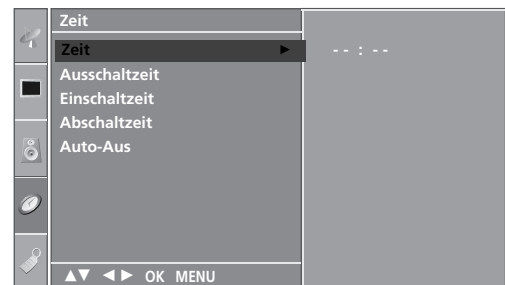 Zeit
Zeit ► -- : --
Ausschaltzeit
Einschaltzeit
Abschaltzeit
Auto-Aus
▲▼ ◄► OK MENU